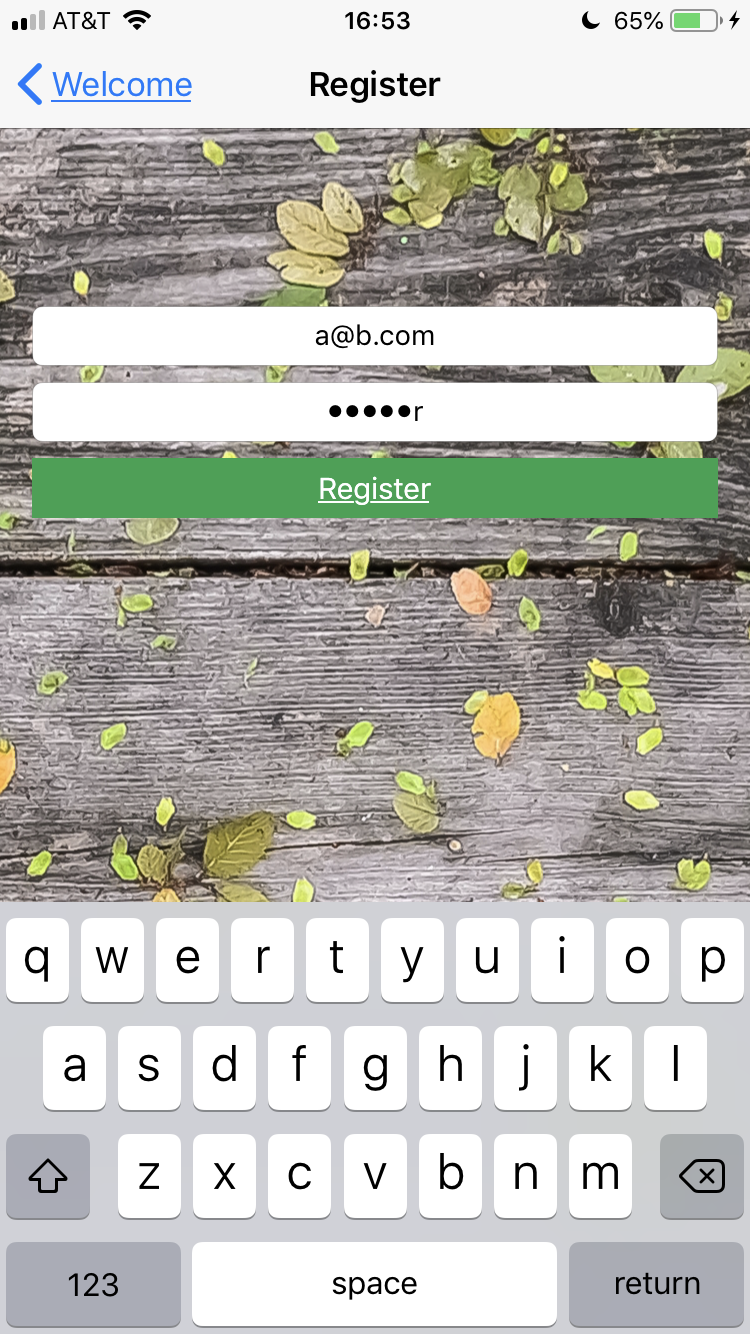 AT&T 16:53 65%
Welcome Register
a@b.com
●●●●●r
Register
q w e r t y u i o p
a s d f g h j k l
z x c v b n m
123 space return